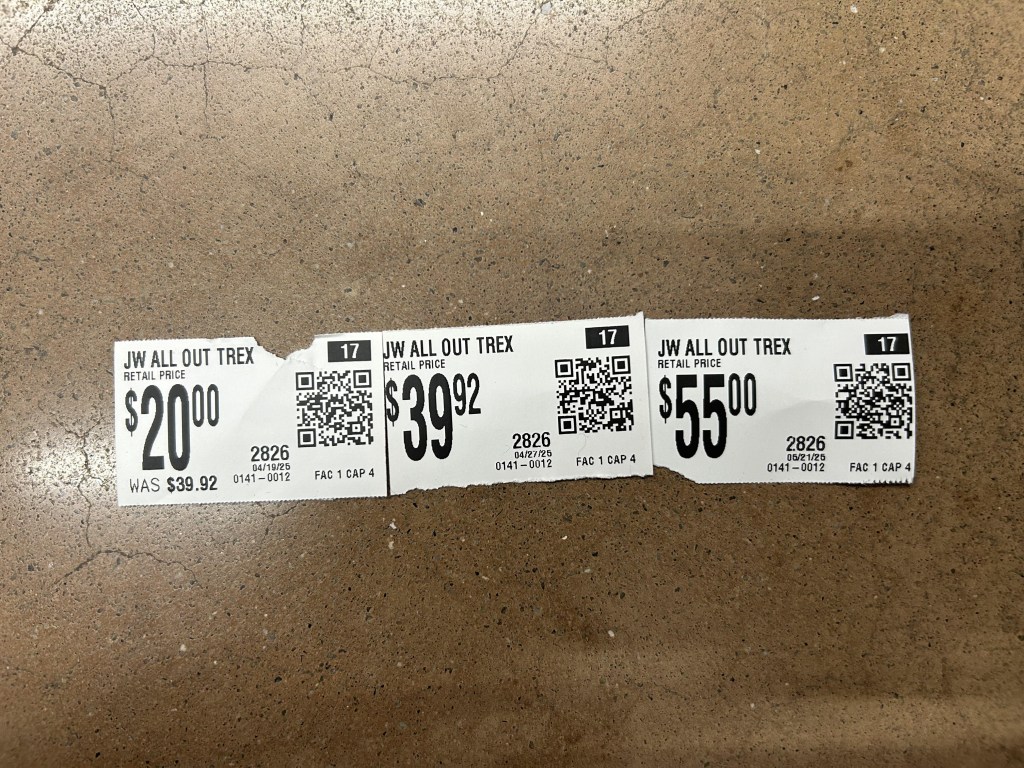 JW ALL OUT TREX
17
RETAIL PRICE
$20.00
2826
04/19/25
WAS $39.92
0141-0012
FAC 1 CAP 4
JW ALL OUT TREX
17
RETAIL PRICE
$39.92
2826
04/27/25
0141-0012
FAC 1 CAP 4
JW ALL OUT TREX
17
RETAIL PRICE
$55.00
2826
05/21/25
0141-0012
FAC 1 CAP 4